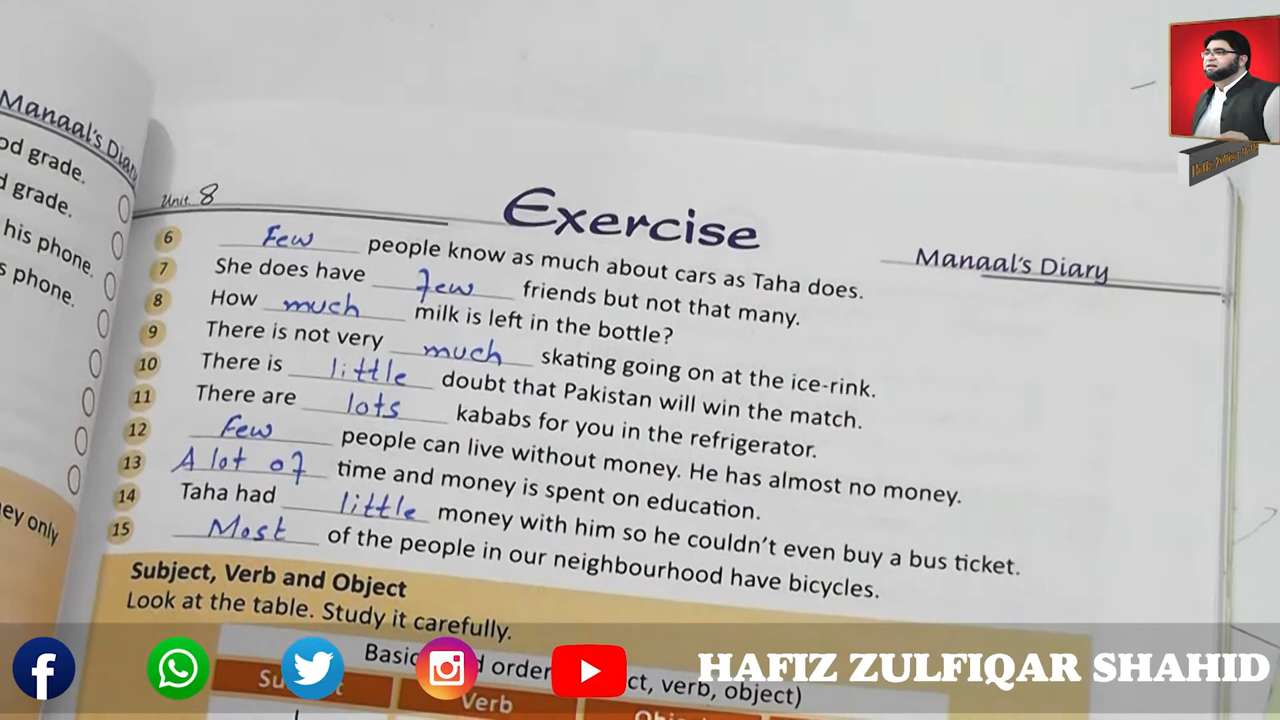 Manaal's Diary
od grade.
d grade.
his phone.
s phone.
ey only
Unit. 8
Exercise
Manaal's Diary
6 Few people know as much about cars as Taha does.
7 She does have few friends but not that many.
8 How much milk is left in the bottle?
9 There is not very much skating going on at the ice-rink.
10 There is little doubt that Pakistan will win the match.
11 There are lots kababs for you in the refrigerator.
12 Few people can live without money. He has almost no money.
13 A lot of time and money is spent on education.
14 Taha had little money with him so he couldn't even buy a bus ticket.
15 Most of the people in our neighbourhood have bicycles.
Subject, Verb and Object
Look at the table. Study it carefully.
Basic order ct, verb, object)
Verb
HAFIZ ZULFIQAR SHAHID